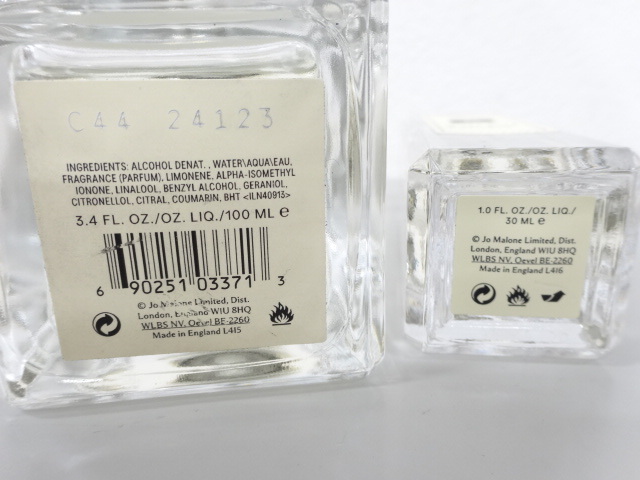 C44 24123
INGREDIENTS: ALCOHOL DENAT. , WATER\AQUA\EAU,
FRAGRANCE (PARFUM), LIMONENE, ALPHA-ISOMETHYL
IONONE, LINALOOL, BENZYL ALCOHOL, GERANIOL,
CITRONELLOL, CITRAL, COUMARIN, BHT <ILN40913>
3.4 FL. OZ./OZ. LIQ./100 ML e
6 90251 03371 3
© Jo Malone Limited, Dist.
London, England W1U 8HQ
WLBS NV, Oevel BE-2260
Made in England L415
1.0 FL. OZ./OZ. LIQ./
30 ML e
© Jo Malone Limited, Dist.
London, England W1U 8HQ
WLBS NV, Oevel BE-2260
Made in England L416